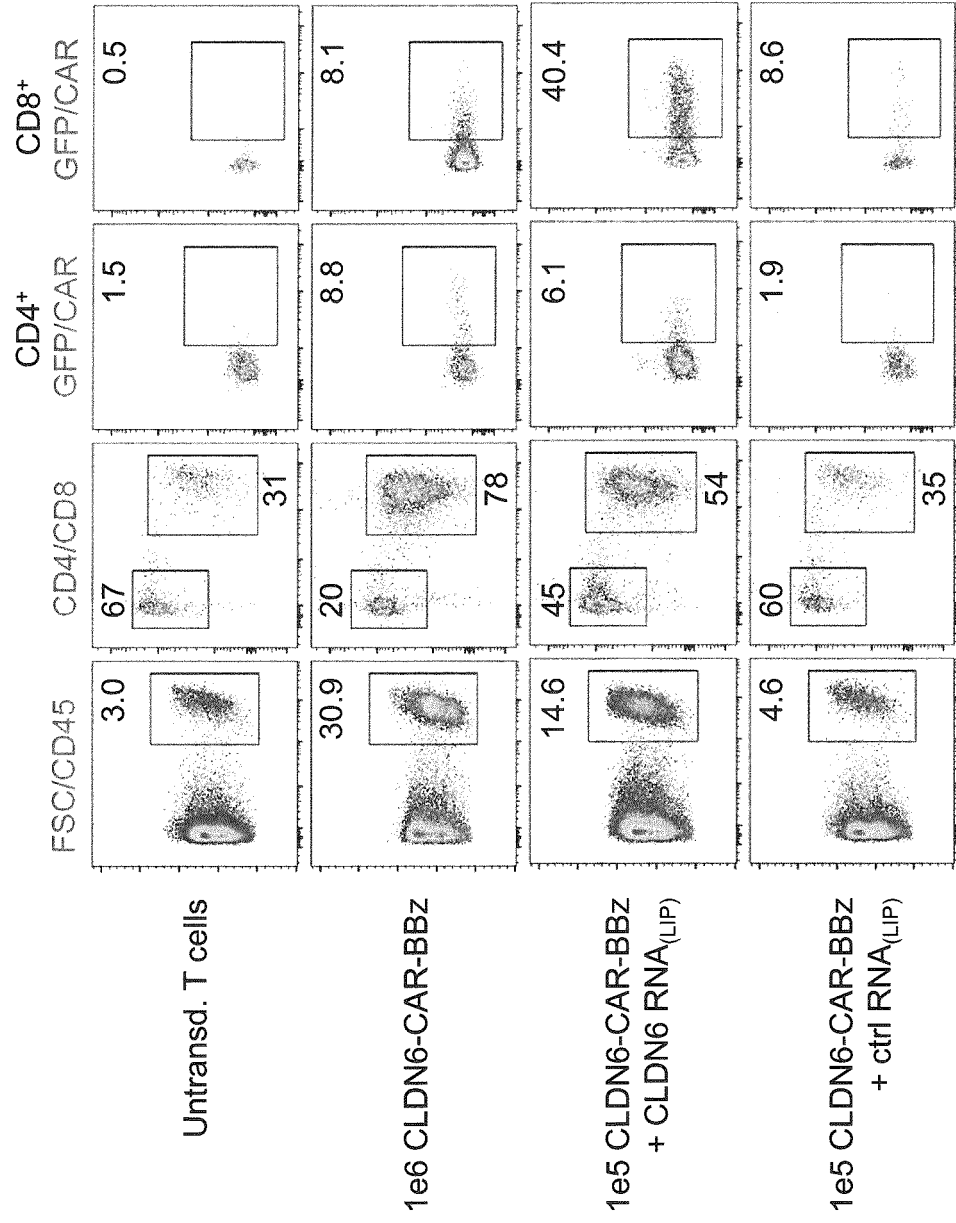 CD4⁺ CD8⁺
FSC/CD45 CD4/CD8 GFP/CAR GFP/CAR
3.0 67 1.5 0.5
Untransd. T cells
31
30.9 20 8.8 8.1
1e6 CLDN6-CAR-BBz
78
14.6 45 6.1 40.4
1e5 CLDN6-CAR-BBz
+ CLDN6 RNA(LIP)
54
4.6 60 1.9 8.6
1e5 CLDN6-CAR-BBz
+ ctrl RNA(LIP)
35